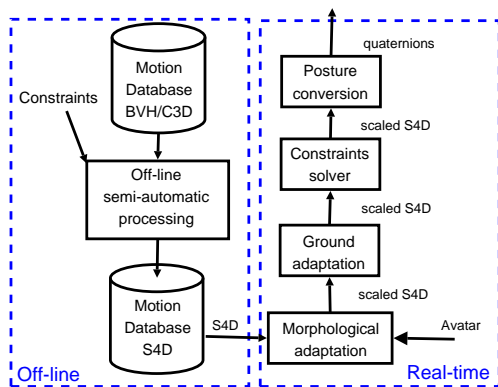 Motion
Database
BVH/C3D
Constraints
Off-line
semi-automatic
processing
Motion
Database
S4D
S4D
Off-line
quaternions
Posture
conversion
scaled S4D
Constraints
solver
scaled S4D
Ground
adaptation
scaled S4D
Morphological
adaptation
Avatar
Real-time